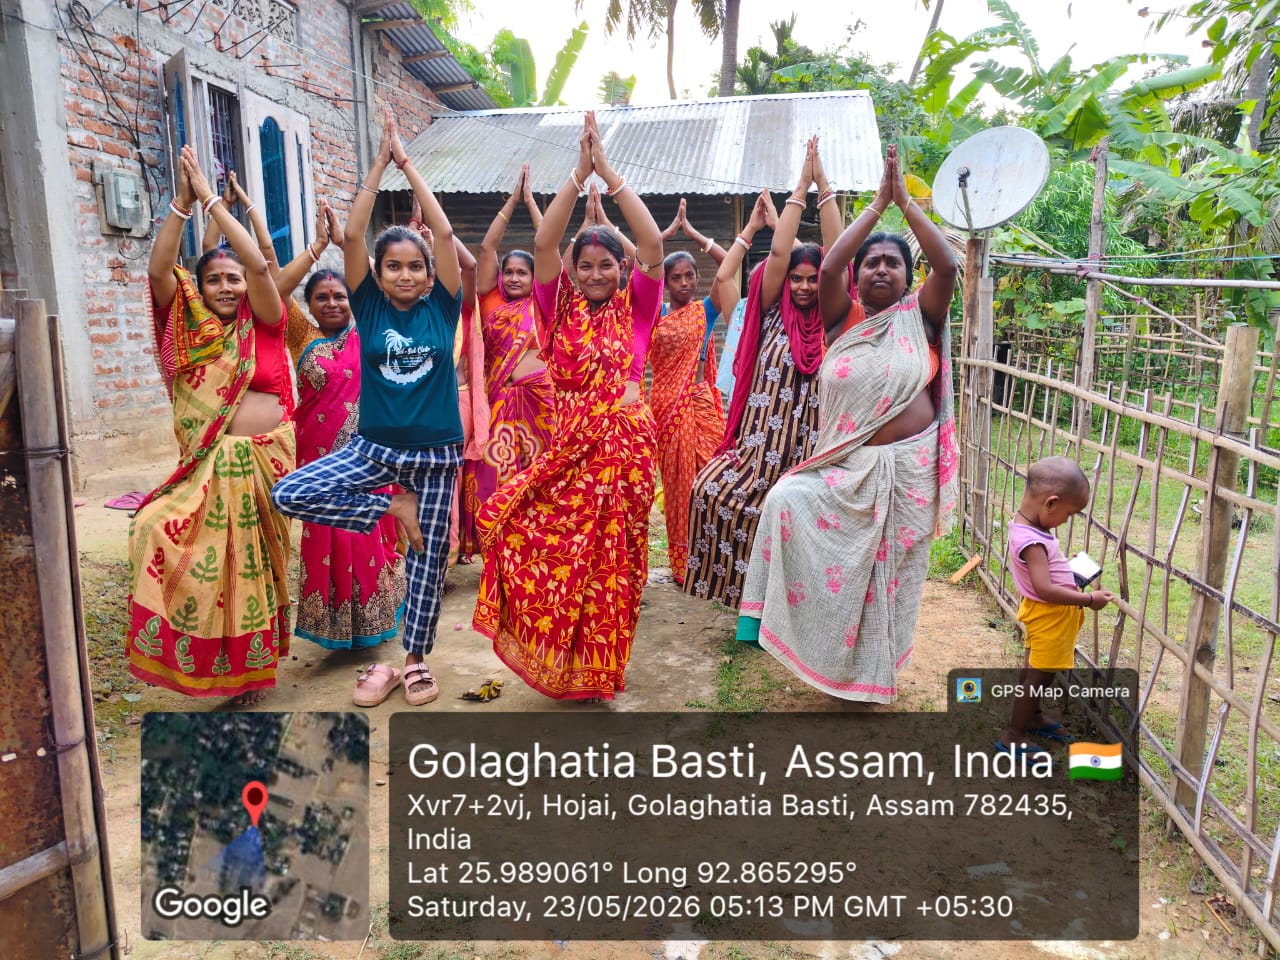 GPS Map Camera
Golaghatia Basti, Assam, India
Xvr7+2vj, Hojai, Golaghatia Basti, Assam 782435,
India
Lat 25.989061° Long 92.865295°
Saturday, 23/05/2026 05:13 PM GMT +05:30
Google